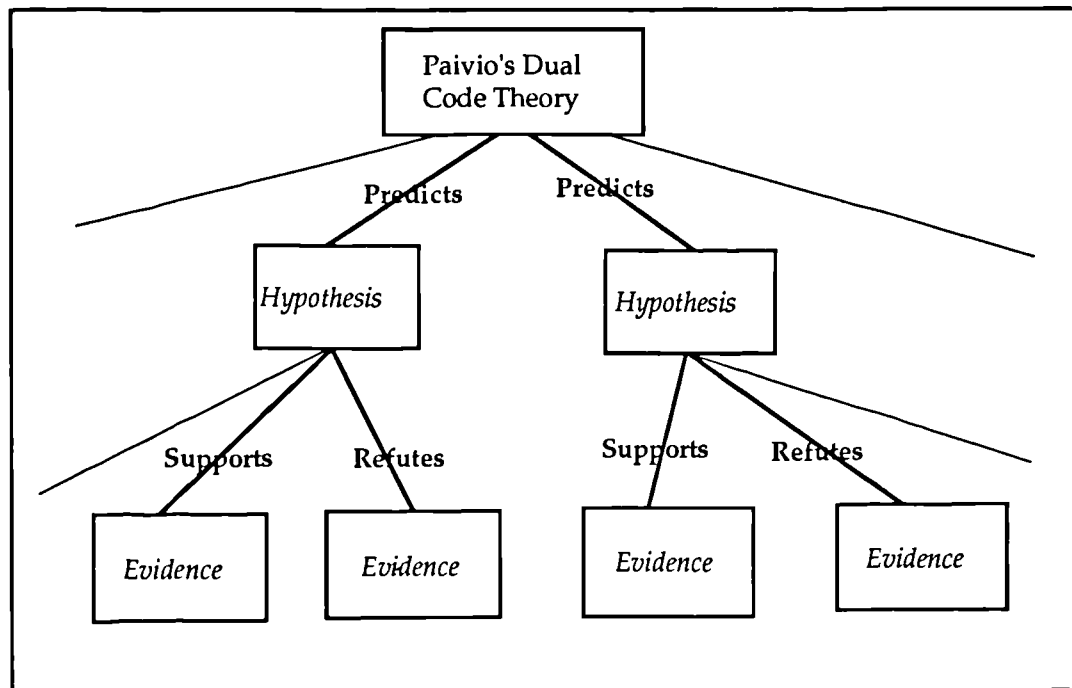 Paivio's Dual
Code Theory
Predicts
Predicts
Hypothesis
Hypothesis
Supports
Refutes
Supports
Refutes
Evidence
Evidence
Evidence
Evidence